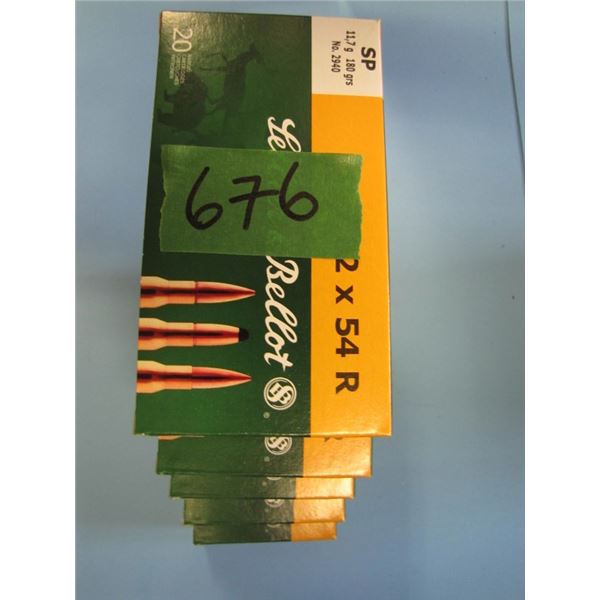 SP
11,7 g 180 grs
No. 2940
20
676
Bellot
2 x 54 R